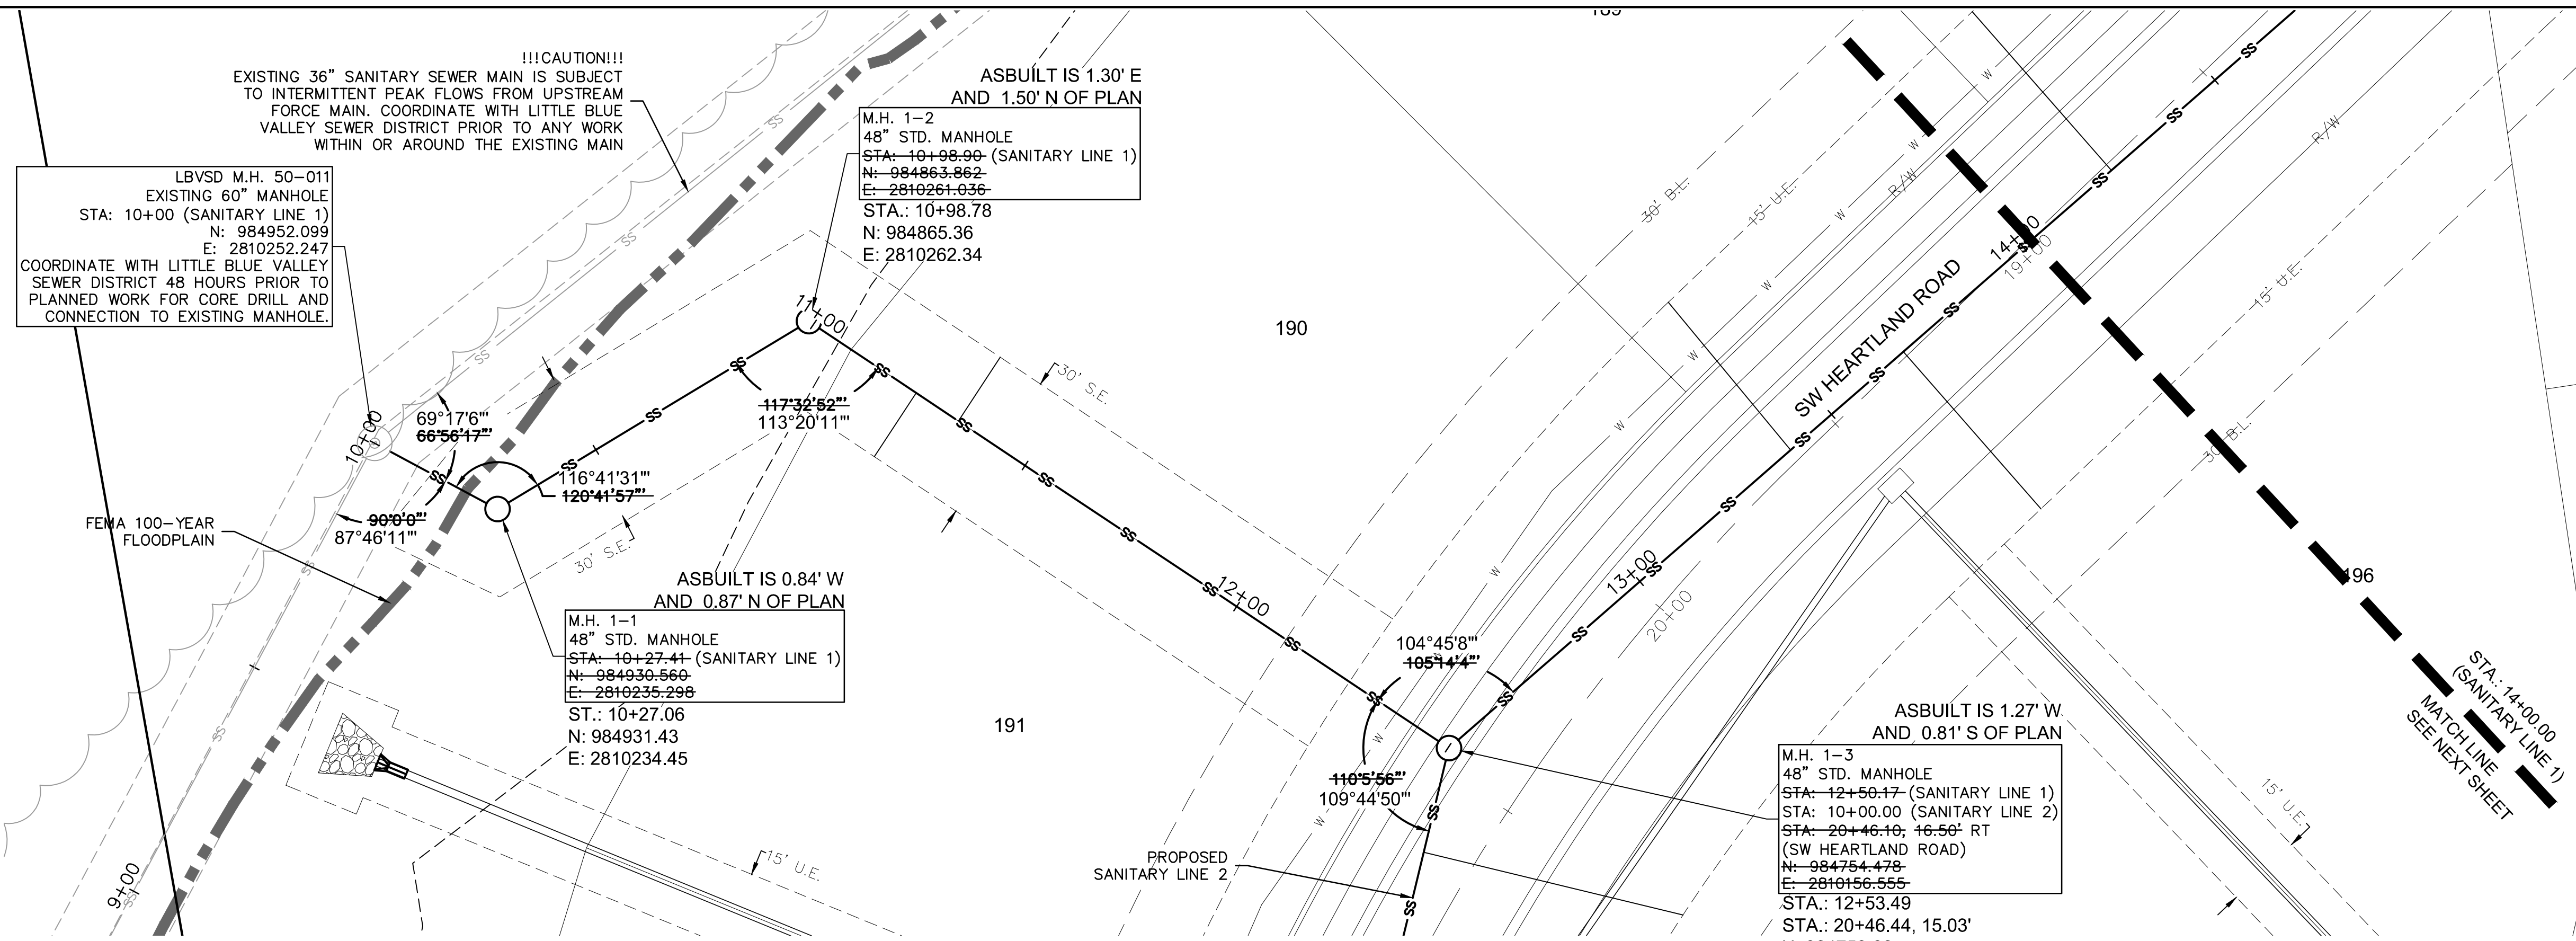 !!!CAUTION!!!
EXISTING 36" SANITARY SEWER MAIN IS SUBJECT
TO INTERMITTENT PEAK FLOWS FROM UPSTREAM
FORCE MAIN. COORDINATE WITH LITTLE BLUE
VALLEY SEWER DISTRICT PRIOR TO ANY WORK
WITHIN OR AROUND THE EXISTING MAIN
LBVSD M.H. 50-011
EXISTING 60" MANHOLE
STA: 10+00 (SANITARY LINE 1)
N: 984952.099
E: 2810252.247
COORDINATE WITH LITTLE BLUE VALLEY
SEWER DISTRICT 48 HOURS PRIOR TO
PLANNED WORK FOR CORE DRILL AND
CONNECTION TO EXISTING MANHOLE.
ASBUILT IS 1.30' E
AND 1.50' N OF PLAN
M.H. 1-2
48" STD. MANHOLE
STA: 10+98.90 (SANITARY LINE 1)
N: 984863.862
E: 2810261.036
STA.: 10+98.78
N: 984865.36
E: 2810262.34
189
190
191
196
10+00
11+00
12+00
13+00
14+00
19+00
20+00
9+00
69°17'6'"
66°56'17'"
90°0'0'"
87°46'11'"
116°41'31'"
120°41'57'"
117°32'52'"
113°20'11'"
30' S.E.
30' S.E.
FEMA 100-YEAR
FLOODPLAIN
ASBUILT IS 0.84' W
AND 0.87' N OF PLAN
M.H. 1-1
48" STD. MANHOLE
STA: 10+27.41 (SANITARY LINE 1)
N: 984930.560
E: 2810235.298
ST.: 10+27.06
N: 984931.43
E: 2810234.45
15' U.E.
104°45'8'"
105°14'4'"
110°5'56'"
109°44'50'"
PROPOSED
SANITARY LINE 2
SW HEARTLAND ROAD
30' B.L.
15' U.E.
R/W
R/W
15' U.E.
30' B.L.
15' U.E.
ASBUILT IS 1.27' W
AND 0.81' S OF PLAN
M.H. 1-3
48" STD. MANHOLE
STA: 12+50.17 (SANITARY LINE 1)
STA: 10+00.00 (SANITARY LINE 2)
STA: 20+46.10, 16.50' RT
(SW HEARTLAND ROAD)
N: 984754.478
E: 2810156.555
STA.: 12+53.49
STA.: 20+46.44, 15.03'
STA.: 14+00.00
(SANITARY LINE 1)
MATCH LINE
SEE NEXT SHEET